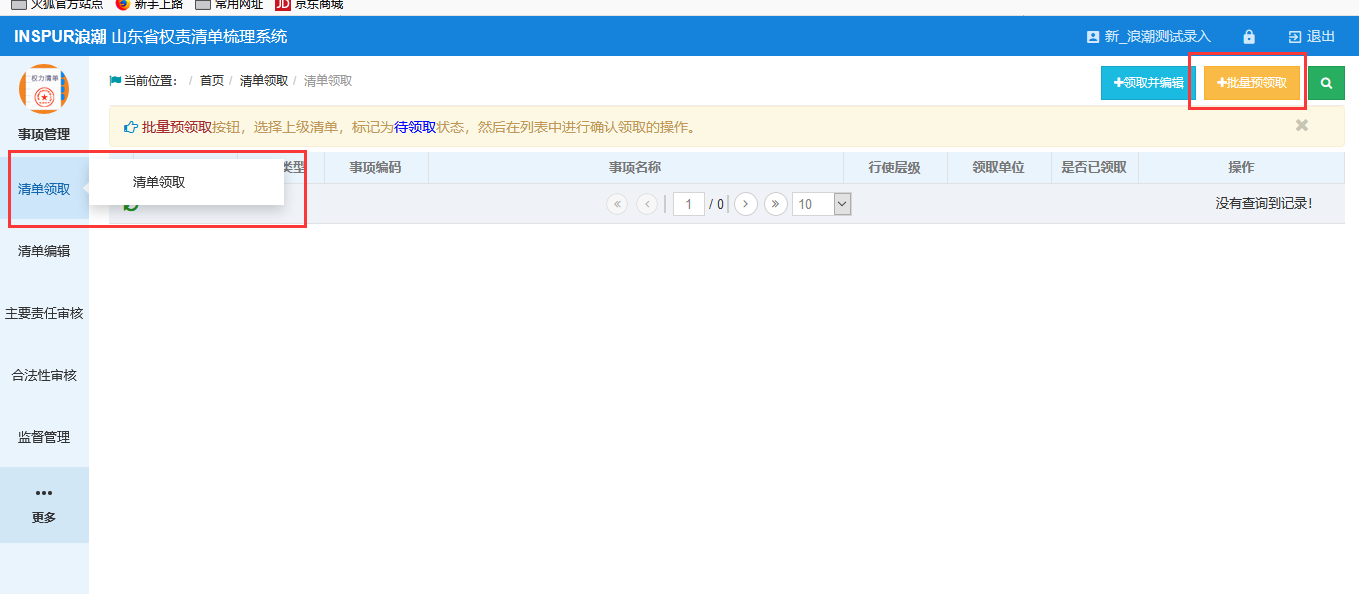 火狐官方站点 新手上路 常用网址 JD 京东商城
INSPUR浪潮 山东省权责清单梳理系统 新_浪潮测试录入 退出
权力清单
当前位置: / 首页 / 清单领取 / 清单领取 +领取并编辑 +批量预领取
批量预领取按钮，选择上级清单，标记为待领取状态，然后在列表中进行确认领取的操作。
事项管理
类型 事项编码 事项名称 行使层级 领取单位 是否已领取 操作
清单领取 清单领取
« ‹ 1 / 0 › » 10 没有查询到记录!
清单编辑
主要责任审核
合法性审核
监督管理
•••
更多